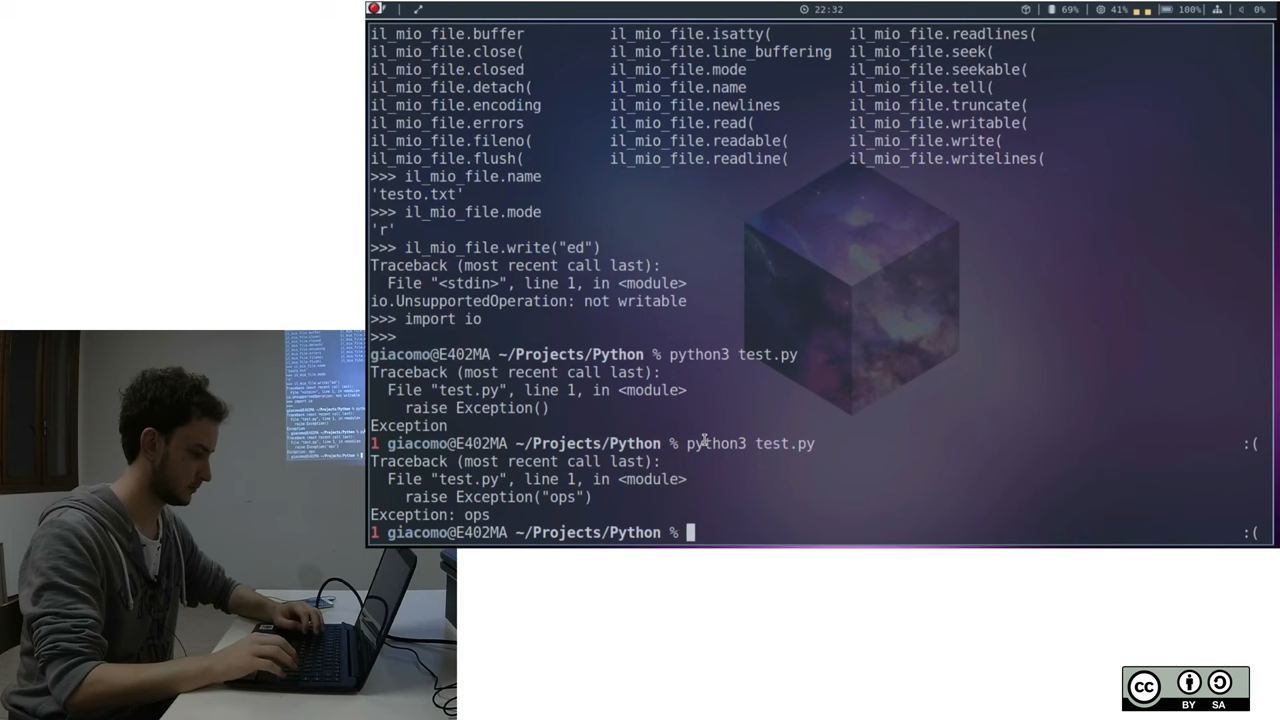 22:32 69% 41% 100% 0%
il_mio_file.buffer il_mio_file.isatty( il_mio_file.readlines(
il_mio_file.close( il_mio_file.line_buffering il_mio_file.seek(
il_mio_file.closed il_mio_file.mode il_mio_file.seekable(
il_mio_file.detach( il_mio_file.name il_mio_file.tell(
il_mio_file.encoding il_mio_file.newlines il_mio_file.truncate(
il_mio_file.errors il_mio_file.read( il_mio_file.writable(
il_mio_file.fileno( il_mio_file.readable( il_mio_file.write(
il_mio_file.flush( il_mio_file.readline( il_mio_file.writelines(
>>> il_mio_file.name
'testo.txt'
>>> il_mio_file.mode
'r'
>>> il_mio_file.write("ed")
Traceback (most recent call last):
File "<stdin>", line 1, in <module>
io.UnsupportedOperation: not writable
>>> import io
>>>
giacomo@E402MA ~/Projects/Python % python3 test.py
Traceback (most recent call last):
File "test.py", line 1, in <module>
raise Exception()
Exception
1 giacomo@E402MA ~/Projects/Python % python3 test.py :(
Traceback (most recent call last):
File "test.py", line 1, in <module>
raise Exception("ops")
Exception: ops
1 giacomo@E402MA ~/Projects/Python % :(
cc BY SA